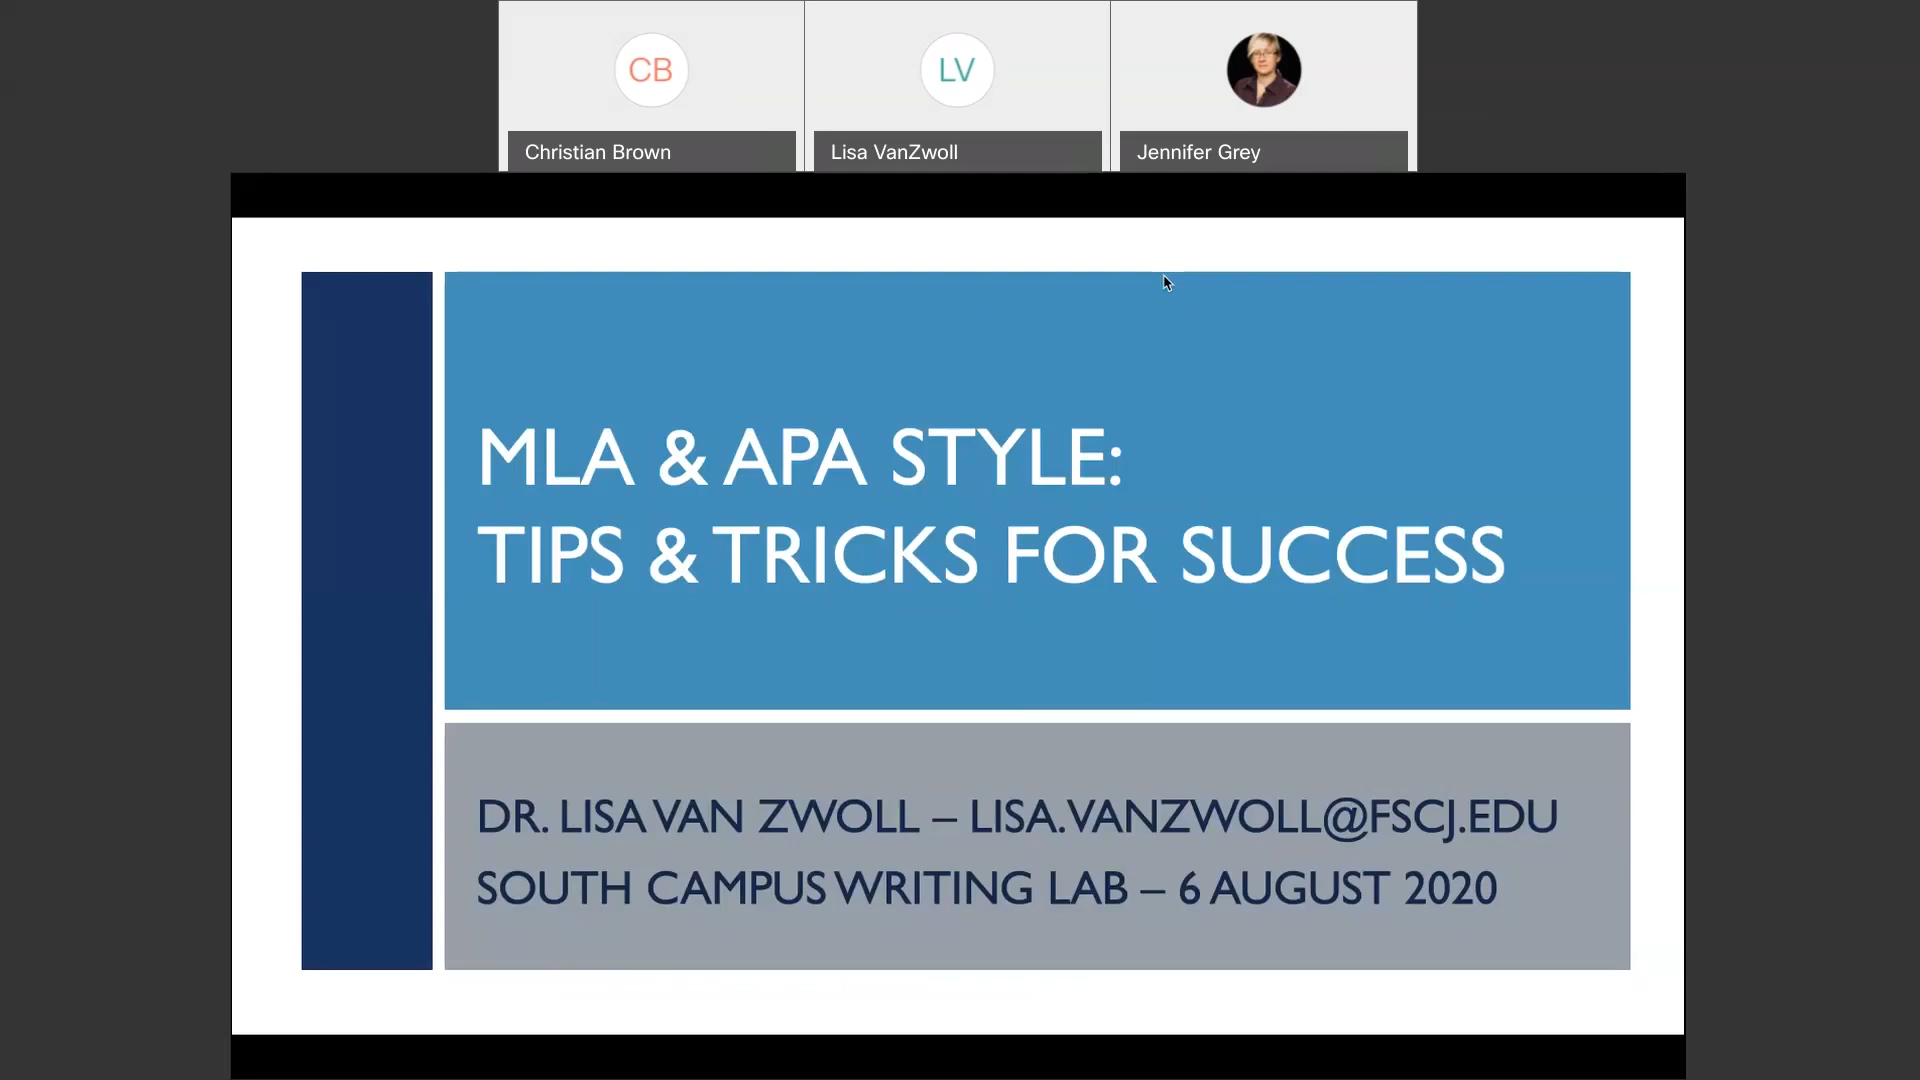 CB
LV
Christian Brown
Lisa VanZwoll
Jennifer Grey
MLA & APA STYLE:
TIPS & TRICKS FOR SUCCESS
DR. LISA VAN ZWOLL – LISA.VANZWOLL@FSCJ.EDU
SOUTH CAMPUS WRITING LAB – 6 AUGUST 2020